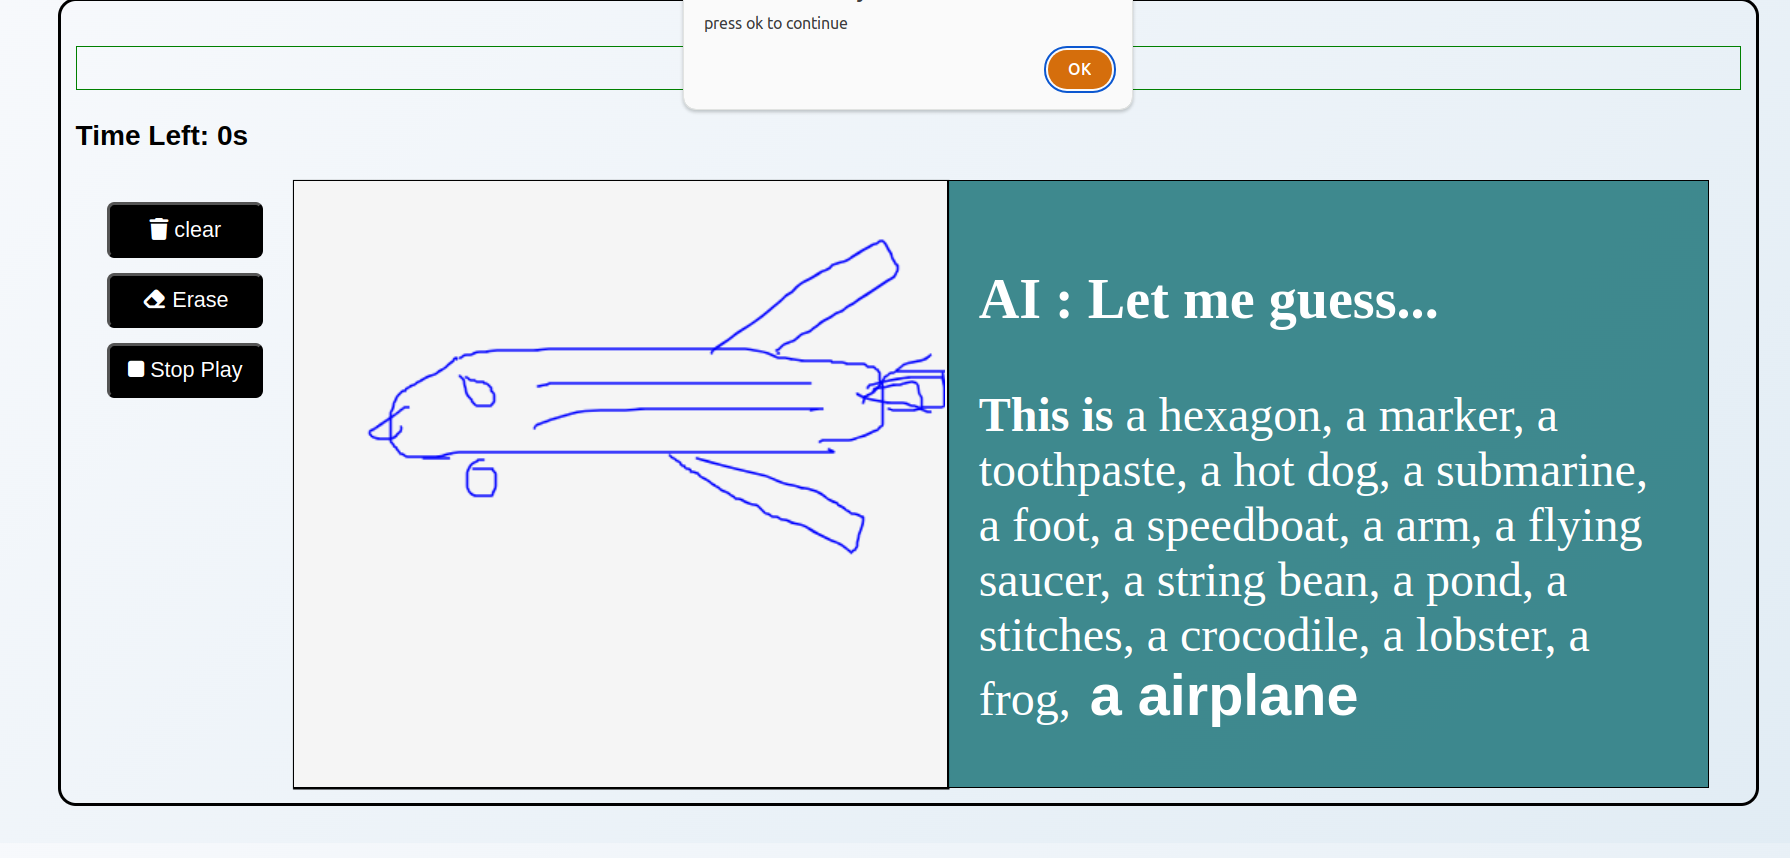 press ok to continue
OK
Time Left: 0s
clear
Erase
Stop Play
AI : Let me guess...
This is a hexagon, a marker, a
toothpaste, a hot dog, a submarine,
a foot, a speedboat, a arm, a flying
saucer, a string bean, a pond, a
stitches, a crocodile, a lobster, a
frog, a airplane